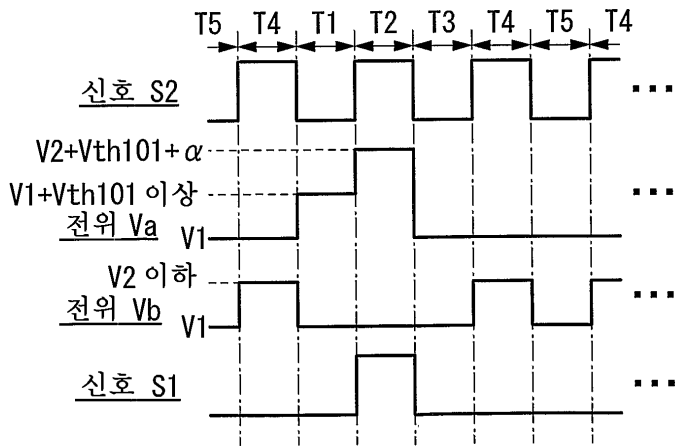 T5 T4 T1 T2 T3 T4 T5 T4
신호 S2
V2+Vth101+α
V1+Vth101 이상
전위 Va V1
V2 이하
전위 Vb V1
신호 S1